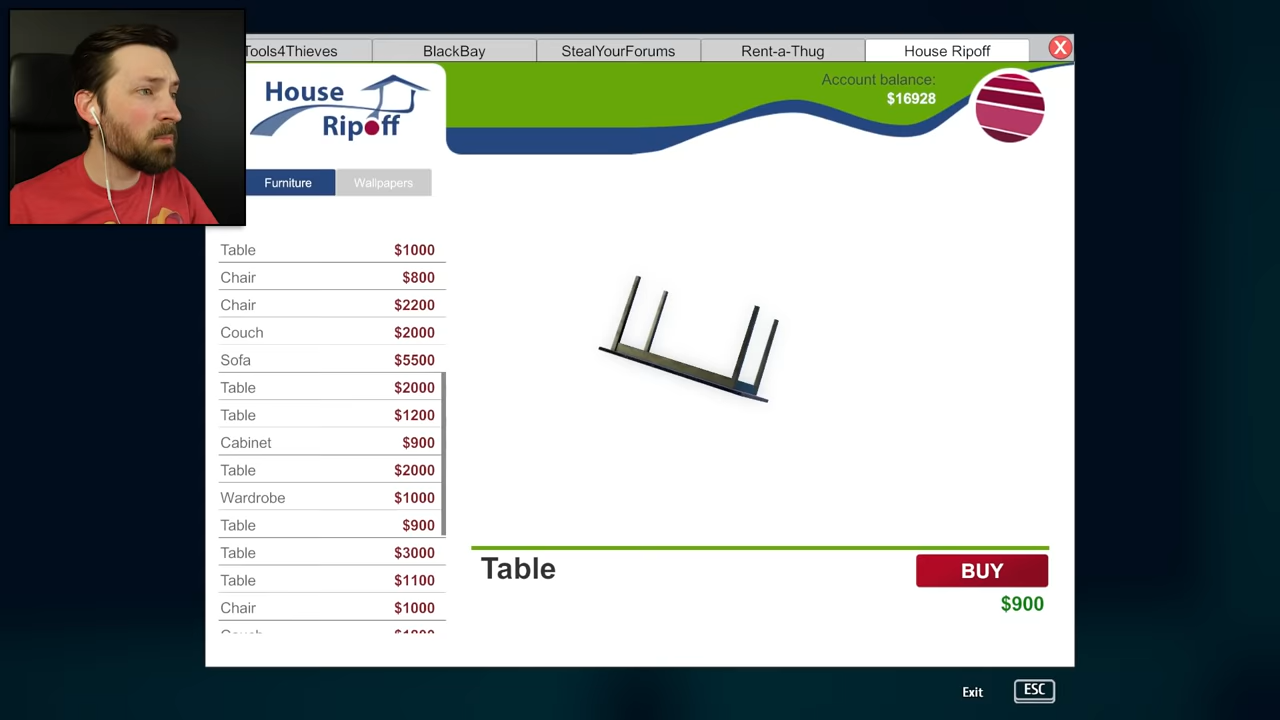 Tools4Thieves
BlackBay
StealYourForums
Rent-a-Thug
House Ripoff
X
House
Ripoff
Account balance:
$16928
Furniture
Wallpapers
Table $1000
Chair $800
Chair $2200
Couch $2000
Sofa $5500
Table $2000
Table $1200
Cabinet $900
Table $2000
Wardrobe $1000
Table $900
Table $3000
Table $1100
Chair $1000
Table
BUY
$900
Exit
ESC